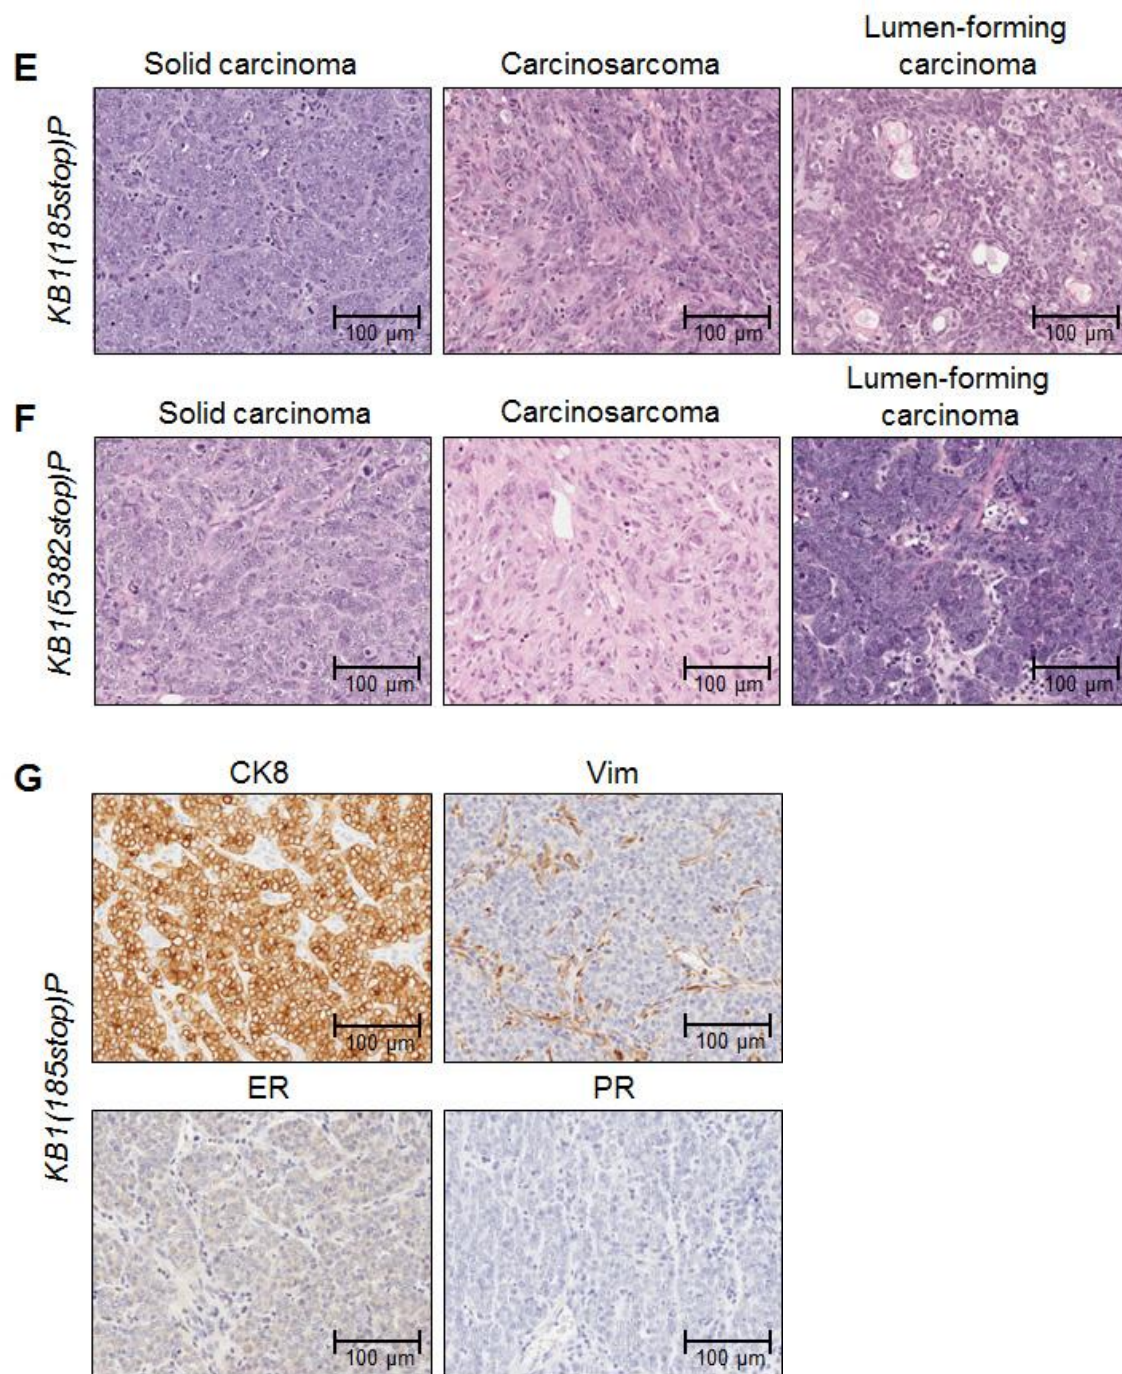 E
Solid carcinoma
Carcinosarcoma
Lumen-forming
carcinoma
KB1(185stop)P
100 µm
100 µm
100 µm
F
Solid carcinoma
Carcinosarcoma
Lumen-forming
carcinoma
KB1(5382stop)P
100 µm
100 µm
100 µm
G
CK8
Vim
KB1(185stop)P
100 µm
100 µm
ER
PR
100 µm
100 µm